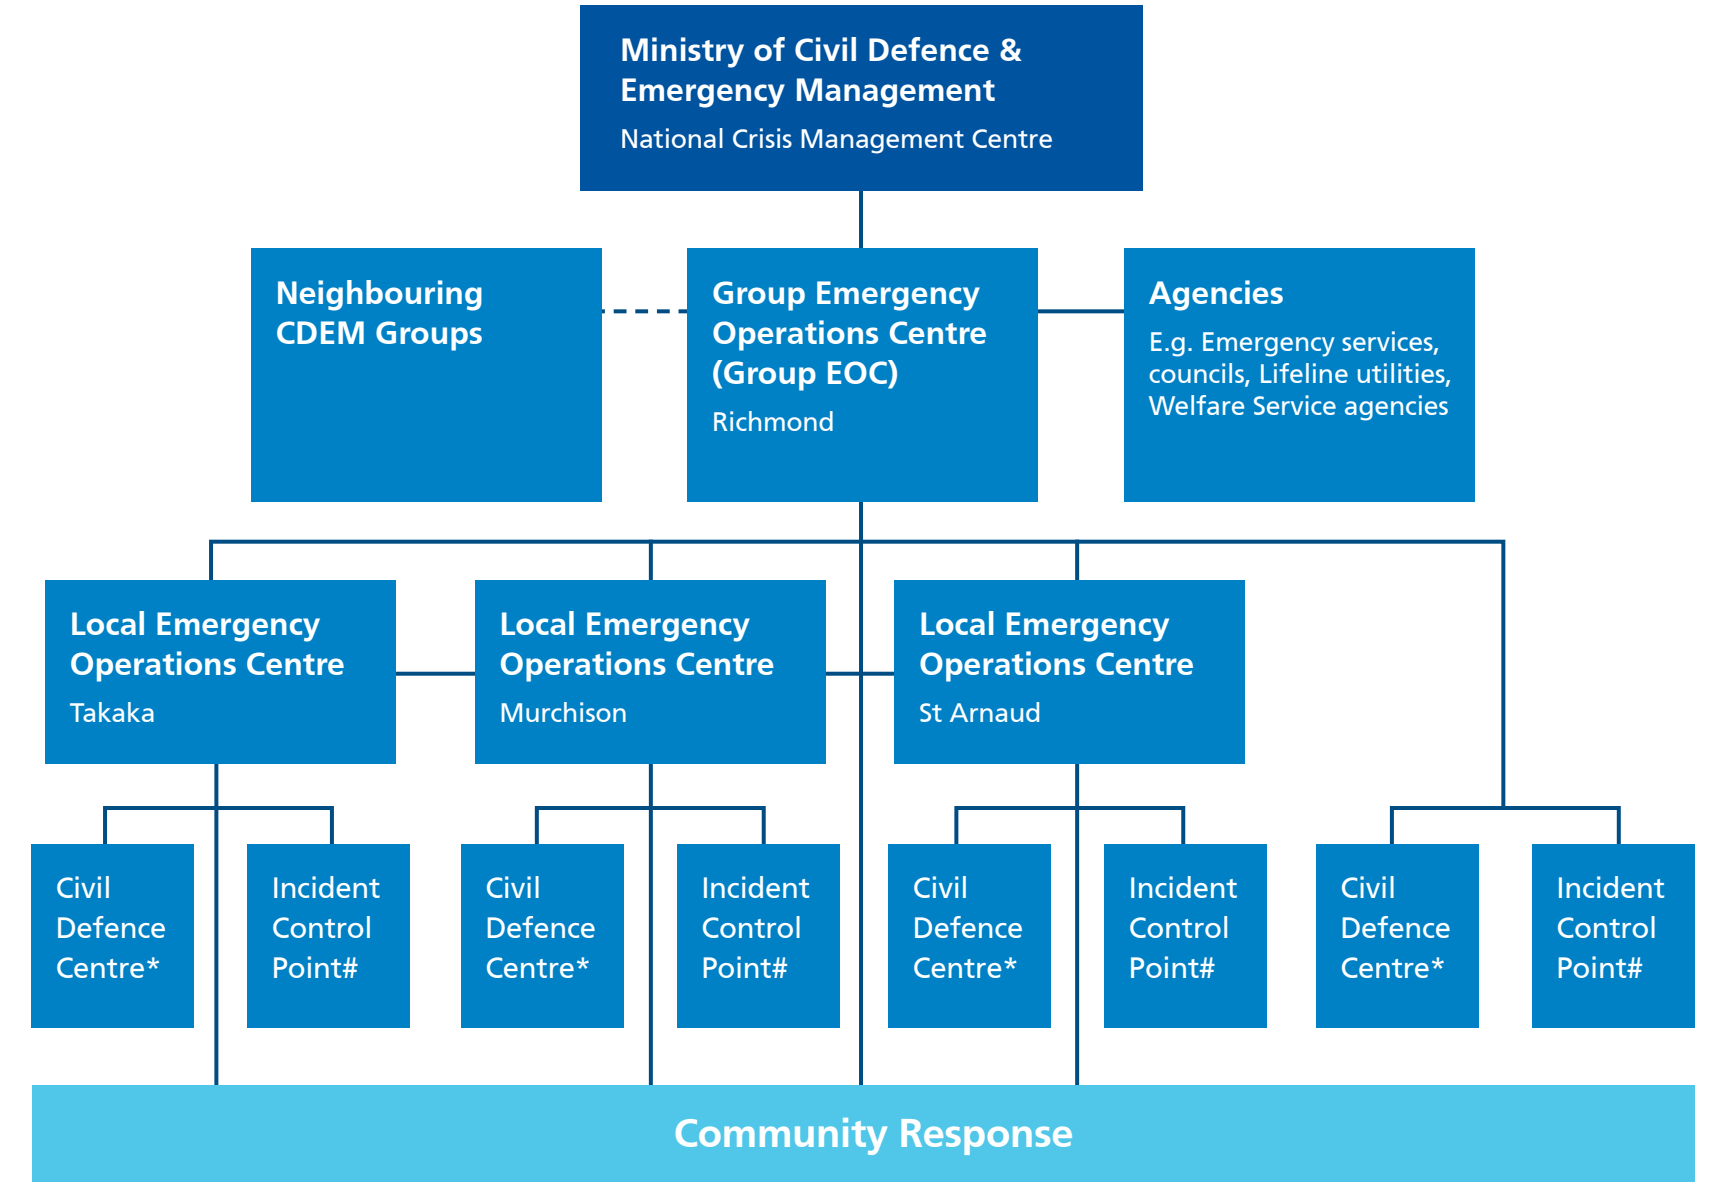 Ministry of Civil Defence &
Emergency Management
National Crisis Management Centre
Neighbouring
CDEM Groups
Group Emergency
Operations Centre
(Group EOC)
Richmond
Agencies
E.g. Emergency services,
councils, Lifeline utilities,
Welfare Service agencies
Local Emergency
Operations Centre
Takaka
Local Emergency
Operations Centre
Murchison
Local Emergency
Operations Centre
St Arnaud
Civil
Defence
Centre*
Incident
Control
Point#
Civil
Defence
Centre*
Incident
Control
Point#
Civil
Defence
Centre*
Incident
Control
Point#
Civil
Defence
Centre*
Incident
Control
Point#
Community Response